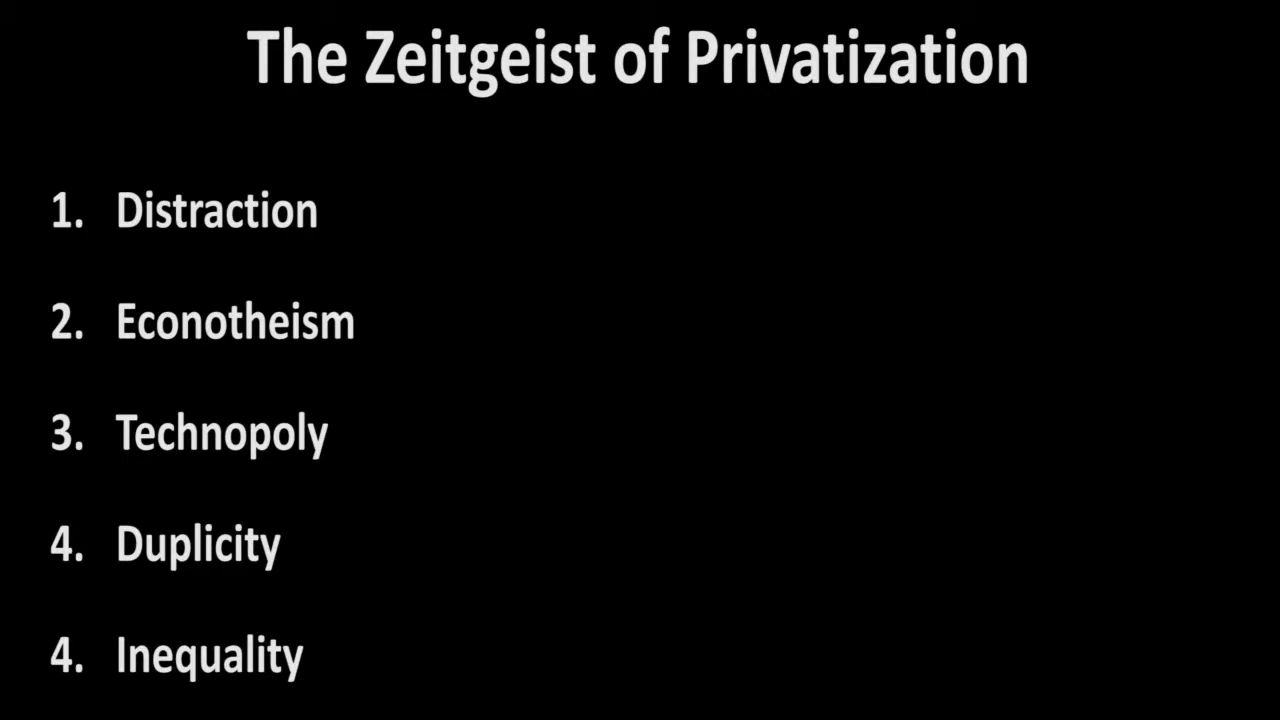 The Zeitgeist of Privatization
1. Distraction
2. Econotheism
3. Technopoly
4. Duplicity
4. Inequality